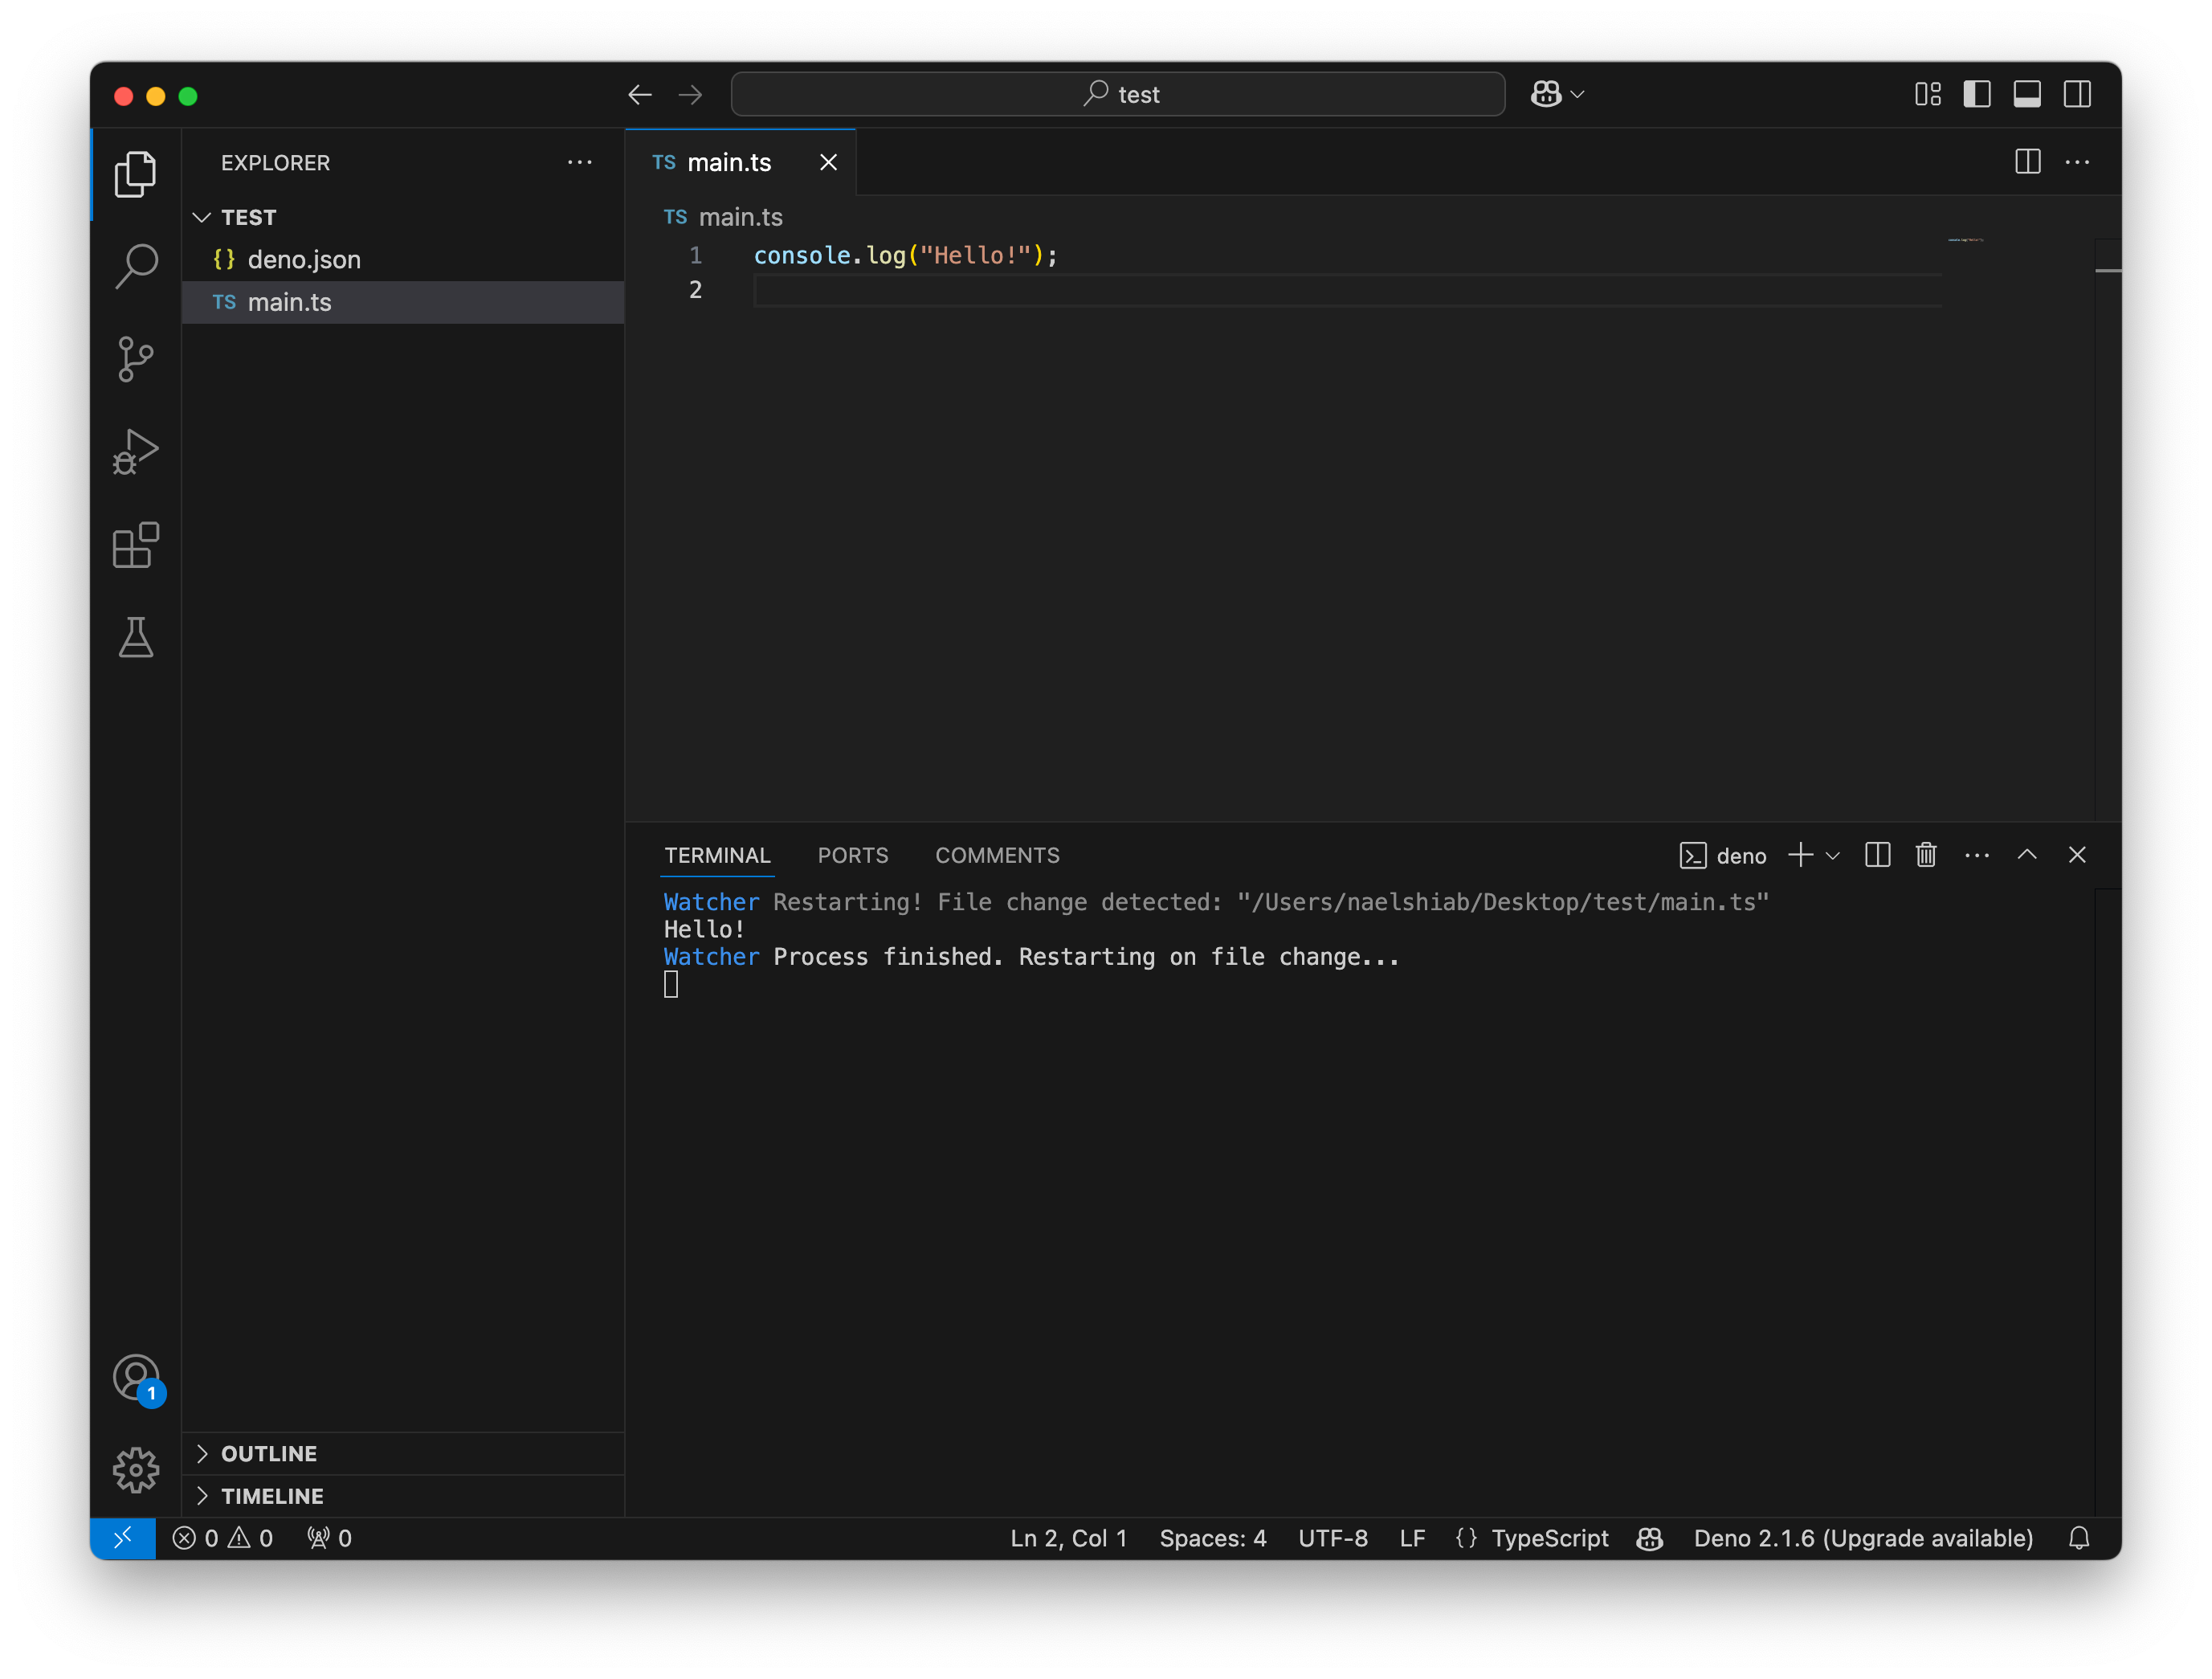 test
EXPLORER
TEST
{} deno.json
TS main.ts
TS main.ts
TS main.ts
1 console.log("Hello!");
2
TERMINAL PORTS COMMENTS
deno
Watcher Restarting! File change detected: "/Users/naelshiab/Desktop/test/main.ts"
Hello!
Watcher Process finished. Restarting on file change...
1
OUTLINE
TIMELINE
0 0 0 Ln 2, Col 1 Spaces: 4 UTF-8 LF {} TypeScript Deno 2.1.6 (Upgrade available)